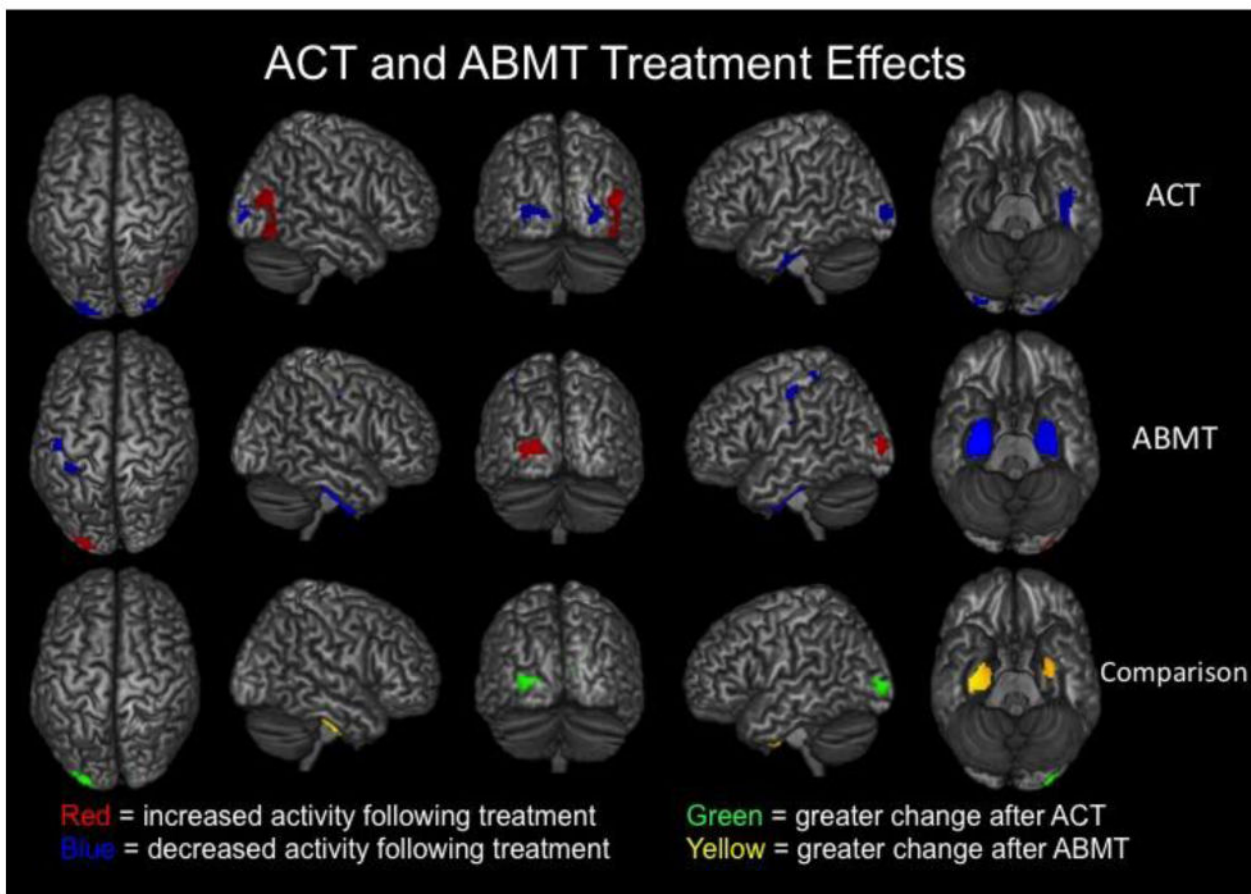 ACT and ABMT Treatment Effects
ACT
ABMT
Comparison
Red = increased activity following treatment
Blue = decreased activity following treatment
Green = greater change after ACT
Yellow = greater change after ABMT